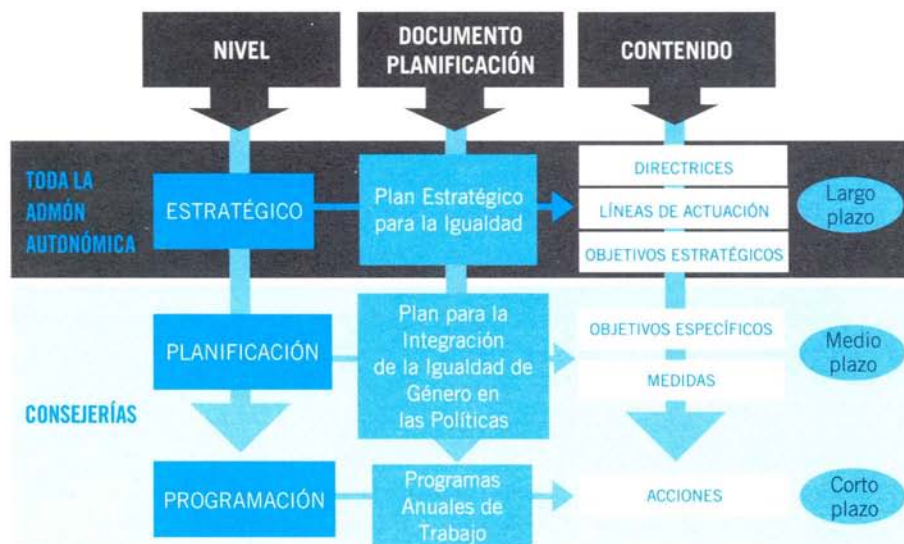 NIVEL
DOCUMENTO
PLANIFICACIÓN
CONTENIDO
TODA LA
ADMÓN
AUTONÓMICA
ESTRATÉGICO
Plan Estratégico
para la Igualdad
DIRECTRICES
LÍNEAS DE ACTUACIÓN
OBJETIVOS ESTRATÉGICOS
Largo
plazo
CONSEJERÍAS
PLANIFICACIÓN
Plan para la
Integración
de la Igualdad de
Género en
las Políticas
OBJETIVOS ESPECÍFICOS
MEDIDAS
Medio
plazo
PROGRAMACIÓN
Programas
Anuales de
Trabajo
ACCIONES
Corto
plazo